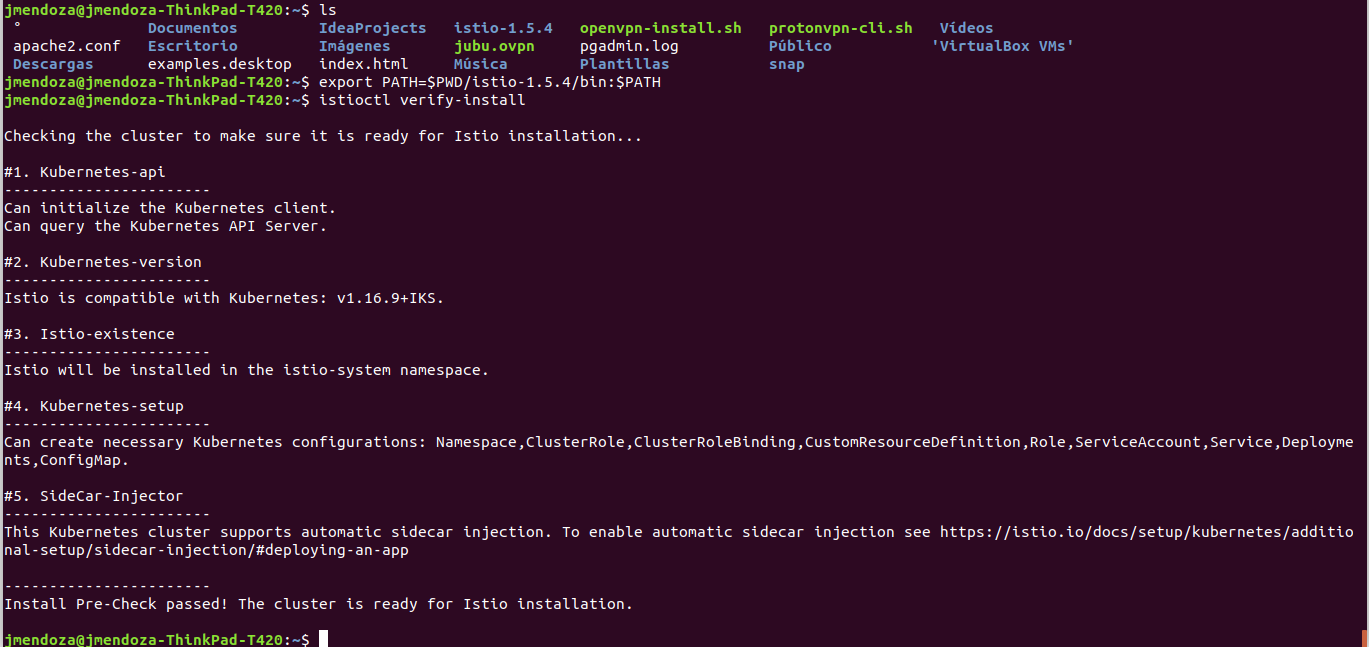 jmendoza@jmendoza-ThinkPad-T420:~$ ls
 °            Documentos         IdeaProjects   istio-1.5.4   openvpn-install.sh   protonvpn-cli.sh   Vídeos
 apache2.conf   Escritorio         Imágenes       jubu.ovpn     pgadmin.log          Público           'VirtualBox VMs'
 Descargas      examples.desktop   index.html     Música        Plantillas           snap
jmendoza@jmendoza-ThinkPad-T420:~$ export PATH=$PWD/istio-1.5.4/bin:$PATH
jmendoza@jmendoza-ThinkPad-T420:~$ istioctl verify-install

Checking the cluster to make sure it is ready for Istio installation...

#1. Kubernetes-api
-----------------------
Can initialize the Kubernetes client.
Can query the Kubernetes API Server.

#2. Kubernetes-version
-----------------------
Istio is compatible with Kubernetes: v1.16.9+IKS.

#3. Istio-existence
-----------------------
Istio will be installed in the istio-system namespace.

#4. Kubernetes-setup
-----------------------
Can create necessary Kubernetes configurations: Namespace,ClusterRole,ClusterRoleBinding,CustomResourceDefinition,Role,ServiceAccount,Service,Deployme
nts,ConfigMap.

#5. SideCar-Injector
-----------------------
This Kubernetes cluster supports automatic sidecar injection. To enable automatic sidecar injection see https://istio.io/docs/setup/kubernetes/additio
nal-setup/sidecar-injection/#deploying-an-app

-----------------------
Install Pre-Check passed! The cluster is ready for Istio installation.

jmendoza@jmendoza-ThinkPad-T420:~$